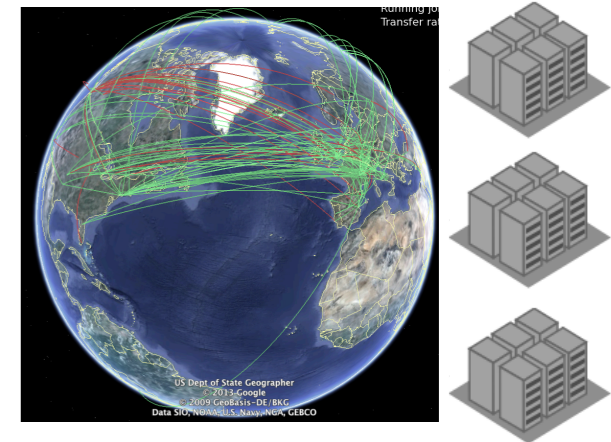 Running jo
Transfer rat
US Dept of State Geographer
© 2013 Google
© 2009 GeoBasis-DE/BKG
Data SIO, NOAA, U.S. Navy, NGA, GEBCO